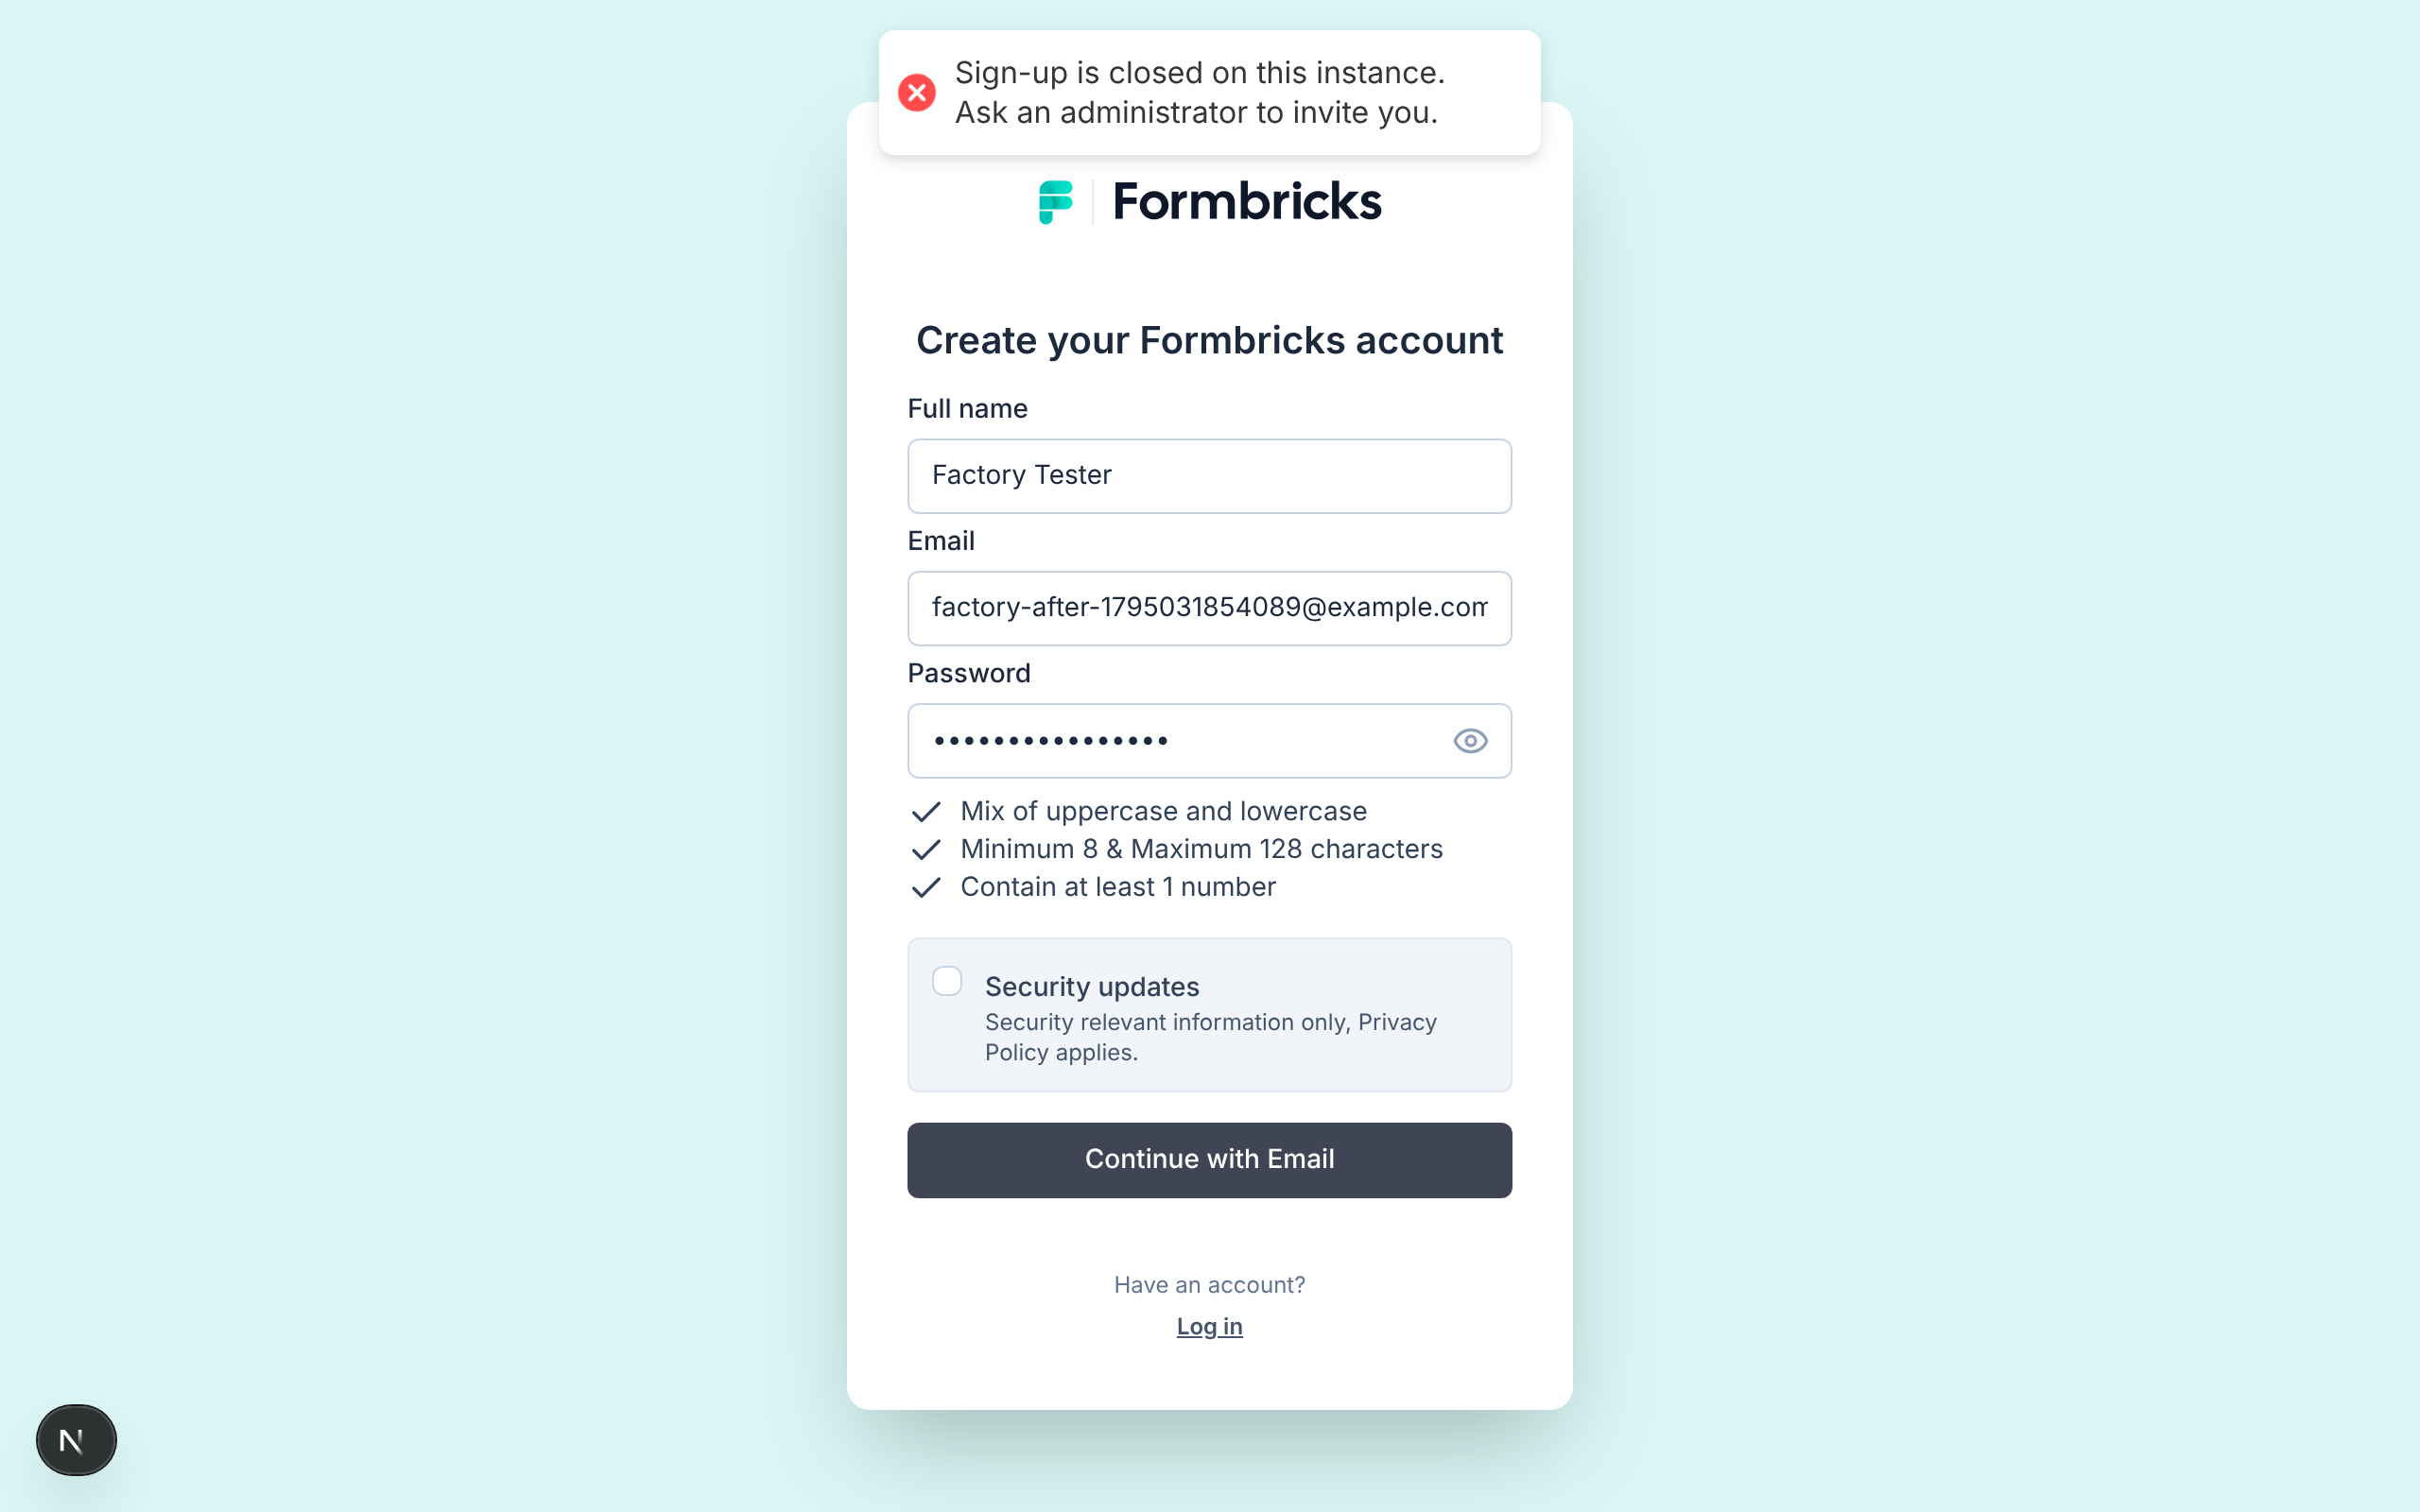 Sign-up is closed on this instance.
Ask an administrator to invite you.
Formbricks
Create your Formbricks account
Full name
Factory Tester
Email
factory-after-1795031854089@example.com
Password
••••••••••••••••
Mix of uppercase and lowercase
Minimum 8 & Maximum 128 characters
Contain at least 1 number
Security updates
Security relevant information only, Privacy
Policy applies.
Continue with Email
Have an account?
Log in
N